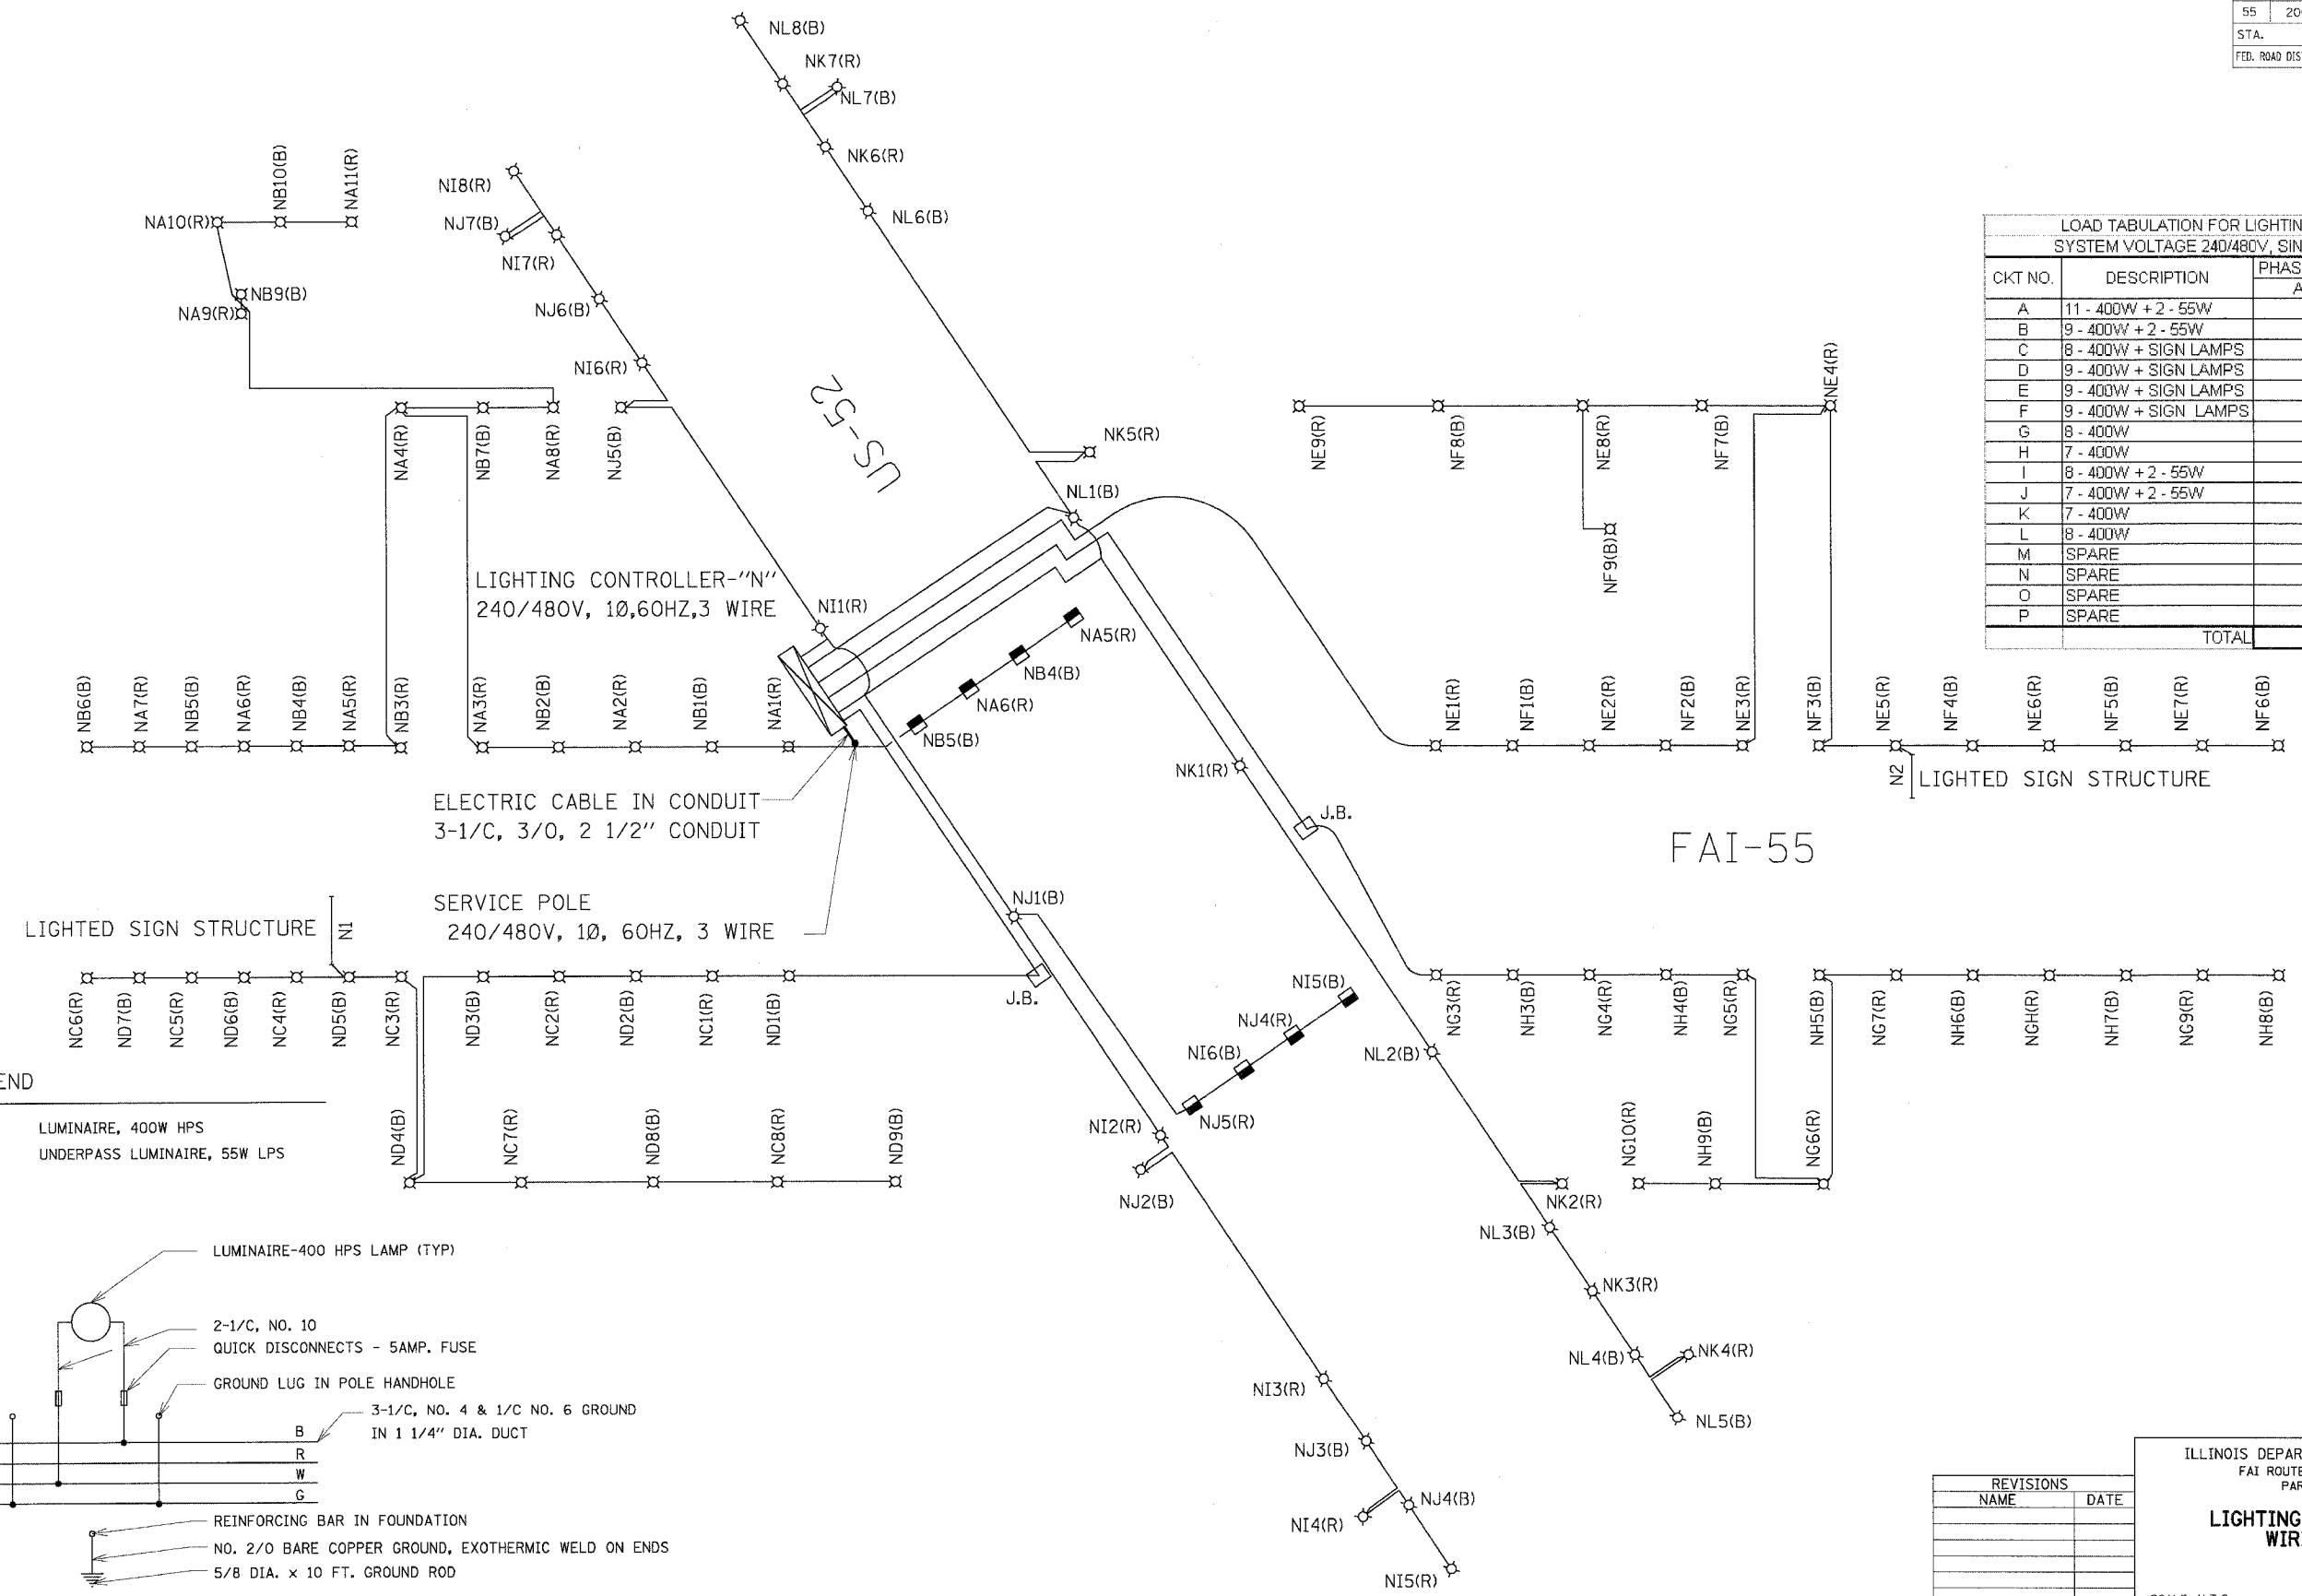 55 20
STA.
FED. ROAD DIS
NL8(B)
NK7(R)
NL7(B)
NK6(R)
NL6(B)
NB10(B)
NA11(R)
NA10(R)
NB9(B)
NA9(R)
NI8(R)
NJ7(B)
NI7(R)
NJ6(B)
NI6(R)
NA4(R)
NB7(B)
NA8(R)
NJ5(B)
US-52
NK5(R)
NL1(B)
NE9(R)
NF8(B)
NE8(R)
NF7(B)
NE4(R)
NF9(B)
LOAD TABULATION FOR LIGHTIN
SYSTEM VOLTAGE 240/480V, SIN
CKT NO. DESCRIPTION PHAS
A
A 11 - 400W + 2 - 55W
B 9 - 400W + 2 - 55W
C 8 - 400W + SIGN LAMPS
D 9 - 400W + SIGN LAMPS
E 9 - 400W + SIGN LAMPS
F 9 - 400W + SIGN LAMPS
G 8 - 400W
H 7 - 400W
I 8 - 400W + 2 - 55W
J 7 - 400W + 2 - 55W
K 7 - 400W
L 8 - 400W
M SPARE
N SPARE
O SPARE
P SPARE
TOTAL
LIGHTING CONTROLLER-"N"
240/480V, 1Ø,60HZ,3 WIRE
NI1(R)
NA5(R)
NB4(B)
NA6(R)
NB5(B)
NB6(B)
NA7(R)
NB5(B)
NA6(R)
NB4(B)
NA5(R)
NB3(R)
NA3(R)
NB2(B)
NA2(R)
NB1(B)
NA1(R)
NE1(R)
NF1(B)
NE2(R)
NF2(B)
NE3(R)
NF3(B)
NE5(R)
NF4(B)
NE6(R)
NF5(B)
NE7(R)
NF6(B)
NK1(R)
N2
LIGHTED SIGN STRUCTURE
ELECTRIC CABLE IN CONDUIT
3-1/C, 3/0, 2 1/2" CONDUIT
J.B.
FAI-55
SERVICE POLE
240/480V, 1Ø, 60HZ, 3 WIRE
LIGHTED SIGN STRUCTURE
N1
NJ1(B)
J.B.
NC6(R)
ND7(B)
NC5(R)
ND6(B)
NC4(R)
ND5(B)
NC3(R)
ND3(B)
NC2(R)
ND2(B)
NC1(R)
ND1(B)
NI5(B)
NJ4(R)
NI6(B)
NJ5(R)
NL2(B)
NG3(R)
NH3(B)
NG4(R)
NH4(B)
NG5(R)
NH5(B)
NG7(R)
NH6(B)
NGH(R)
NH7(B)
NG9(R)
NH8(B)
END
LUMINAIRE, 400W HPS
UNDERPASS LUMINAIRE, 55W LPS
ND4(B)
NC7(R)
ND8(B)
NC8(R)
ND9(B)
NI2(R)
NJ2(B)
NG10(R)
NH9(B)
NG6(R)
NK2(R)
NL3(B)
NK3(R)
NL4(B)
NK4(R)
NL5(B)
NI3(R)
NJ3(B)
NJ4(B)
NI4(R)
NI5(R)
LUMINAIRE-400 HPS LAMP (TYP)
2-1/C, NO. 10
QUICK DISCONNECTS - 5AMP. FUSE
GROUND LUG IN POLE HANDHOLE
3-1/C, NO. 4 & 1/C NO. 6 GROUND
IN 1 1/4" DIA. DUCT
B
R
W
G
REINFORCING BAR IN FOUNDATION
NO. 2/0 BARE COPPER GROUND, EXOTHERMIC WELD ON ENDS
5/8 DIA. x 10 FT. GROUND ROD
REVISIONS
NAME DATE
ILLINOIS DEPAR
FAI ROUTE
PAR
LIGHTING
WIR